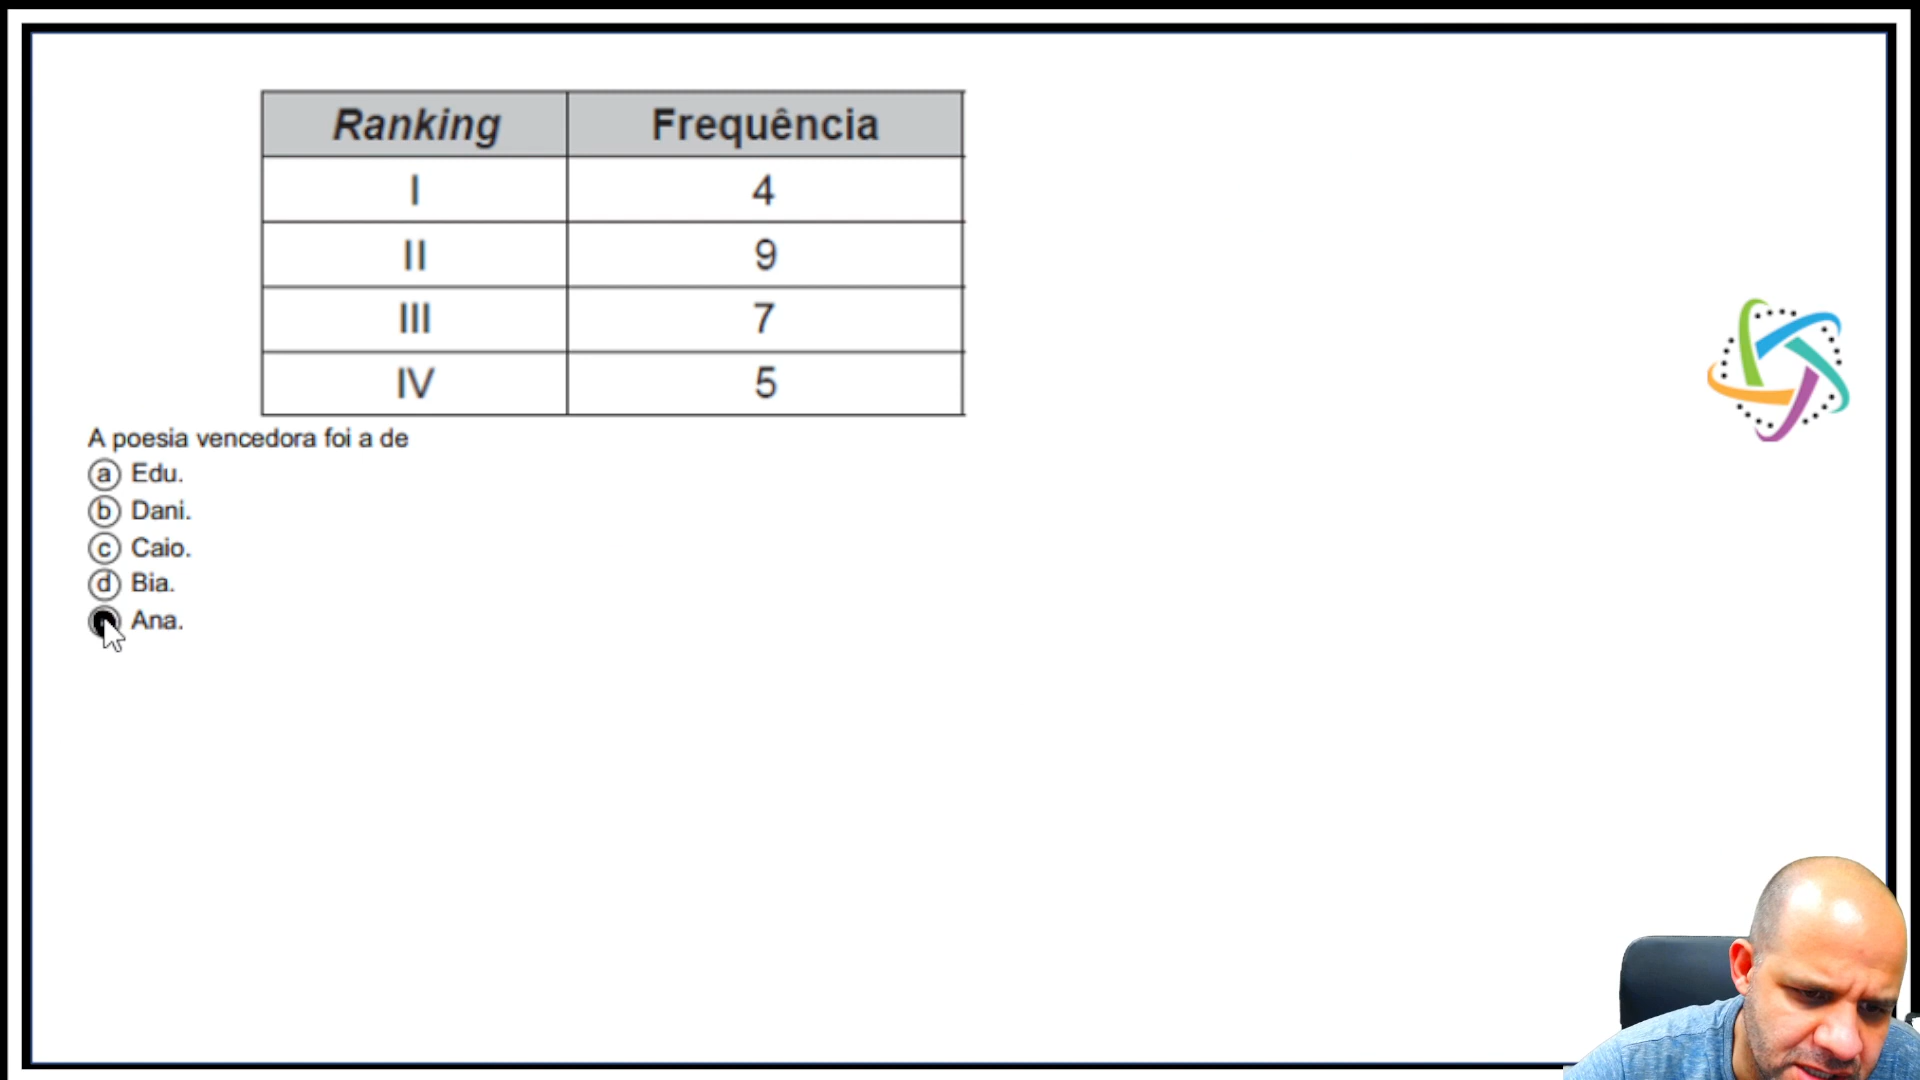 Ranking Frequência
I 4
II 9
III 7
IV 5
A poesia vencedora foi a de
a Edu.
b Dani.
c Caio.
d Bia.
Ana.